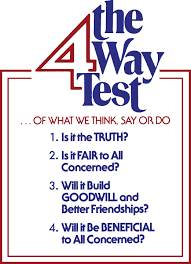 the
4 Way
Test
...OF WHAT WE THINK, SAY OR DO
1. Is it the TRUTH?
2. Is it FAIR to All
Concerned?
3. Will it Build
GOODWILL and
Better Friendships?
4. Will it Be BENEFICIAL
to All Concerned?